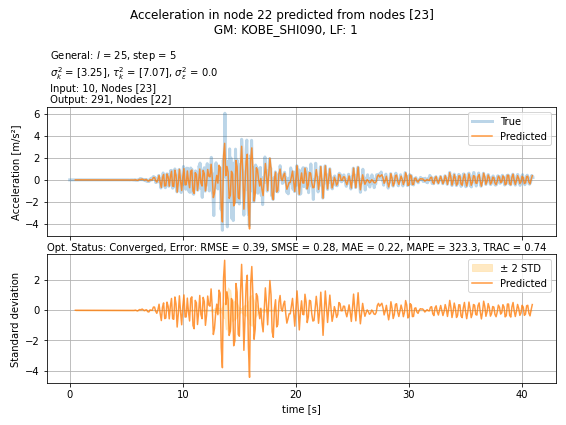 Acceleration in node 22 predicted from nodes [23]
GM: KOBE_SHI090, LF: 1
General: l = 25, step = 5
σ²ₖ = [3.25], τ²ₖ = [7.07], σ²ε = 0.0
Input: 10, Nodes [23]
Output: 291, Nodes [22]
Acceleration [m/s²]
6
4
2
0
−2
−4
True
Predicted
Opt. Status: Converged, Error: RMSE = 0.39, SMSE = 0.28, MAE = 0.22, MAPE = 323.3, TRAC = 0.74
Standard deviation
2
0
−2
−4
± 2 STD
Predicted
0
10
20
30
40
time [s]